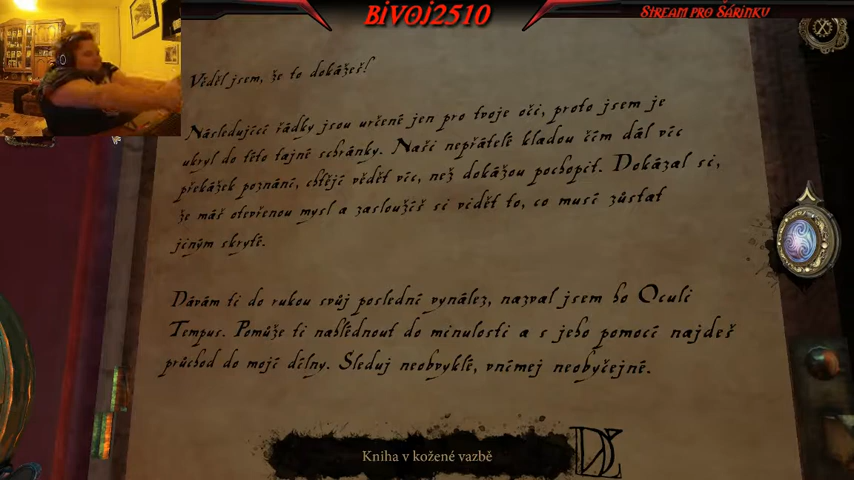 BIVOJ2510
STREAM PRO ŠÁRINKU
Věděl jsem, že to dokážeš!
Následující řádky jsou určené jen pro tvoje oči, proto jsem je
ukryl do této tajné schránky. Naši nepřátelé kladou čím dál víc
překážek poznání, chtějí vědět víc, než dokážou pochopit. Dokázal si,
že máš otevřenou mysl a zasloužíš si vidět to, co musí zůstat
jiným skryté.
Dávám ti do rukou svůj poslední vynález, nazval jsem ho Oculi
Tempus. Pomůže ti nahlédnout do minulosti a s jeho pomocí najdeš
průchod do mojí dílny. Sleduj neobvyklé, vnímej neobyčejné.
Kniha v kožené vazbě